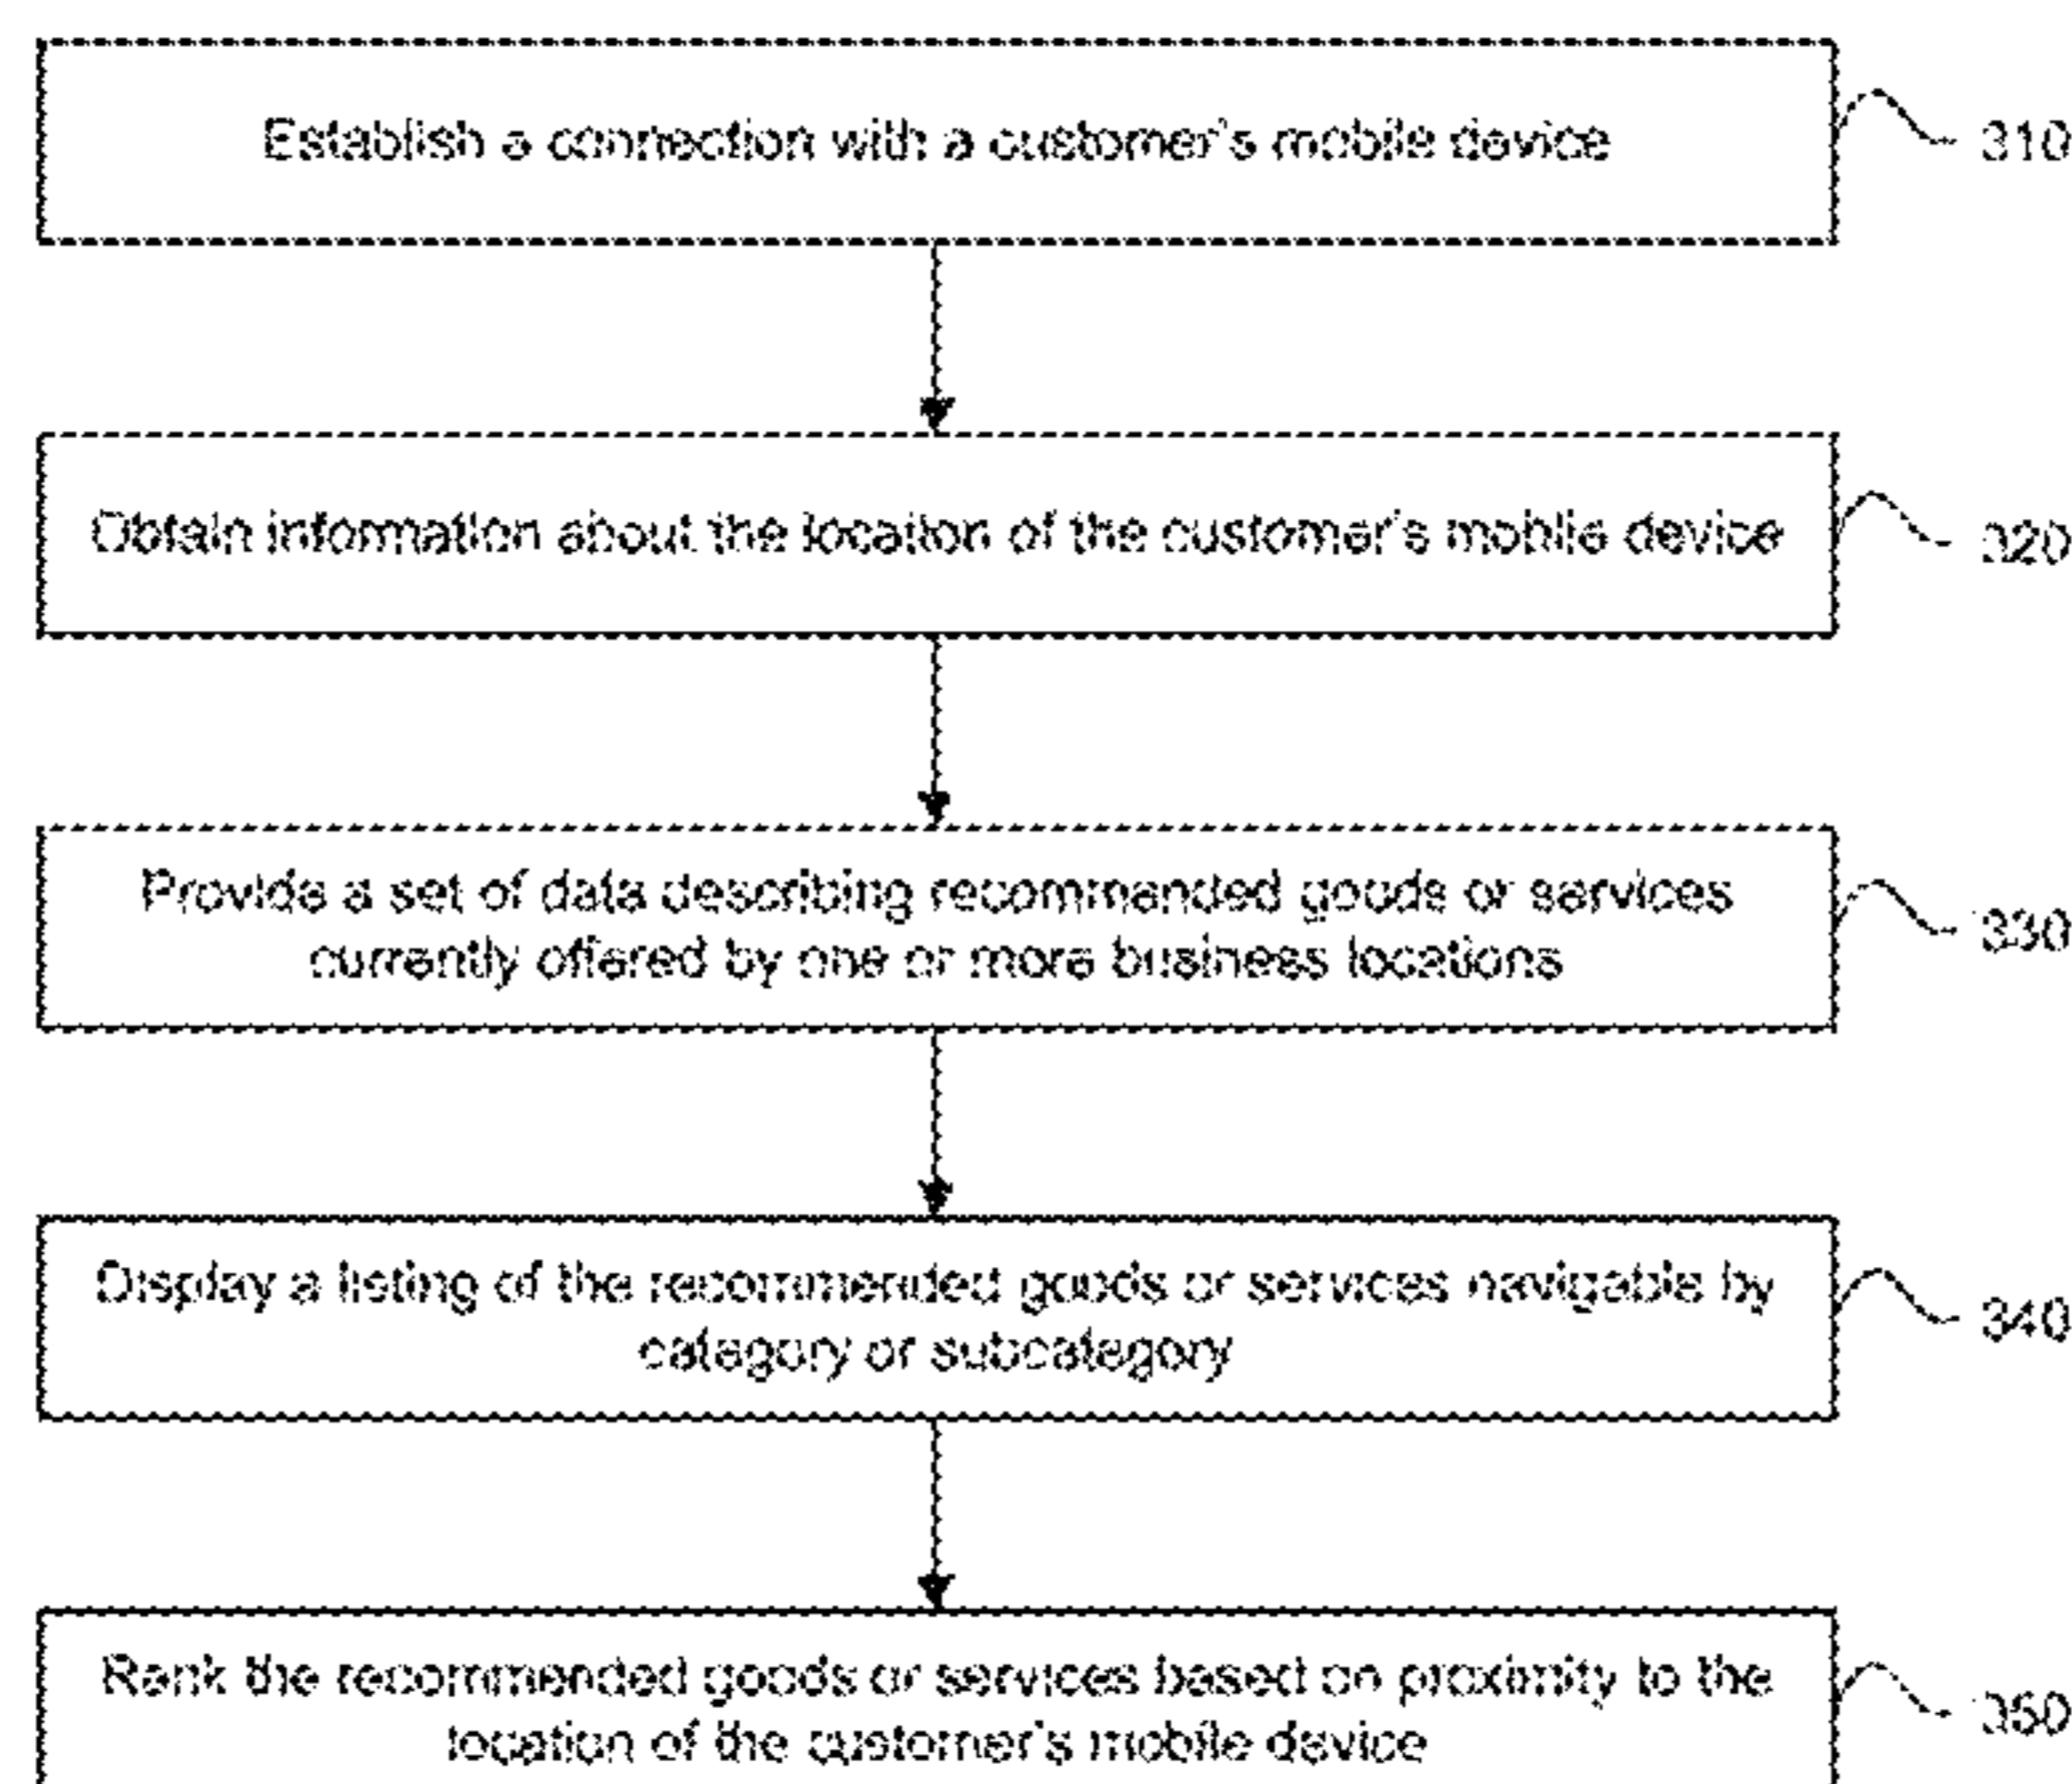 Establish a connection with a customer's mobile device
310
Obtain information about the location of the customer's mobile device
320
Provide a set of data describing recommended goods or services
currently offered by one or more business locations
330
Display a listing of the recommended goods or services navigable by
category or subcategory
340
Rank the recommended goods or services based on proximity to the
location of the customer's mobile device
350